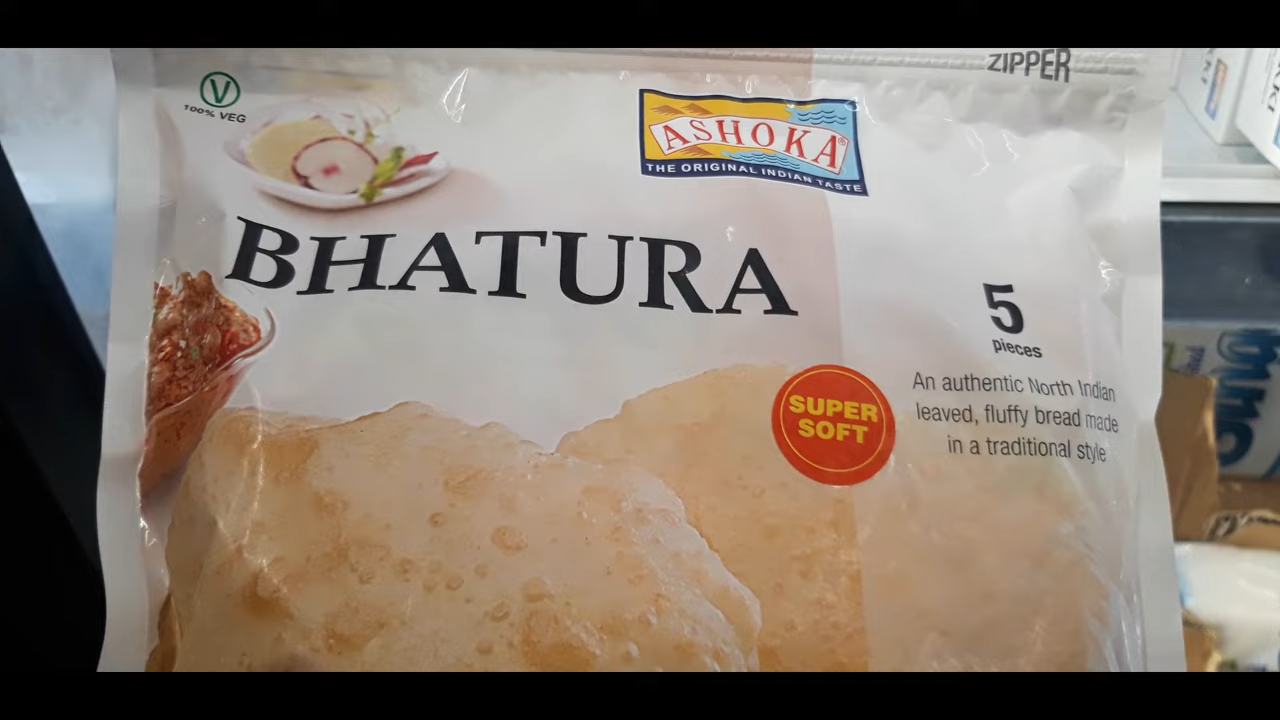 ZIPPER
V
100% VEG
ASHOKA®
THE ORIGINAL INDIAN TASTE
BHATURA
5
pieces
An authentic North Indian
leaved, fluffy bread made
in a traditional style
SUPER
SOFT